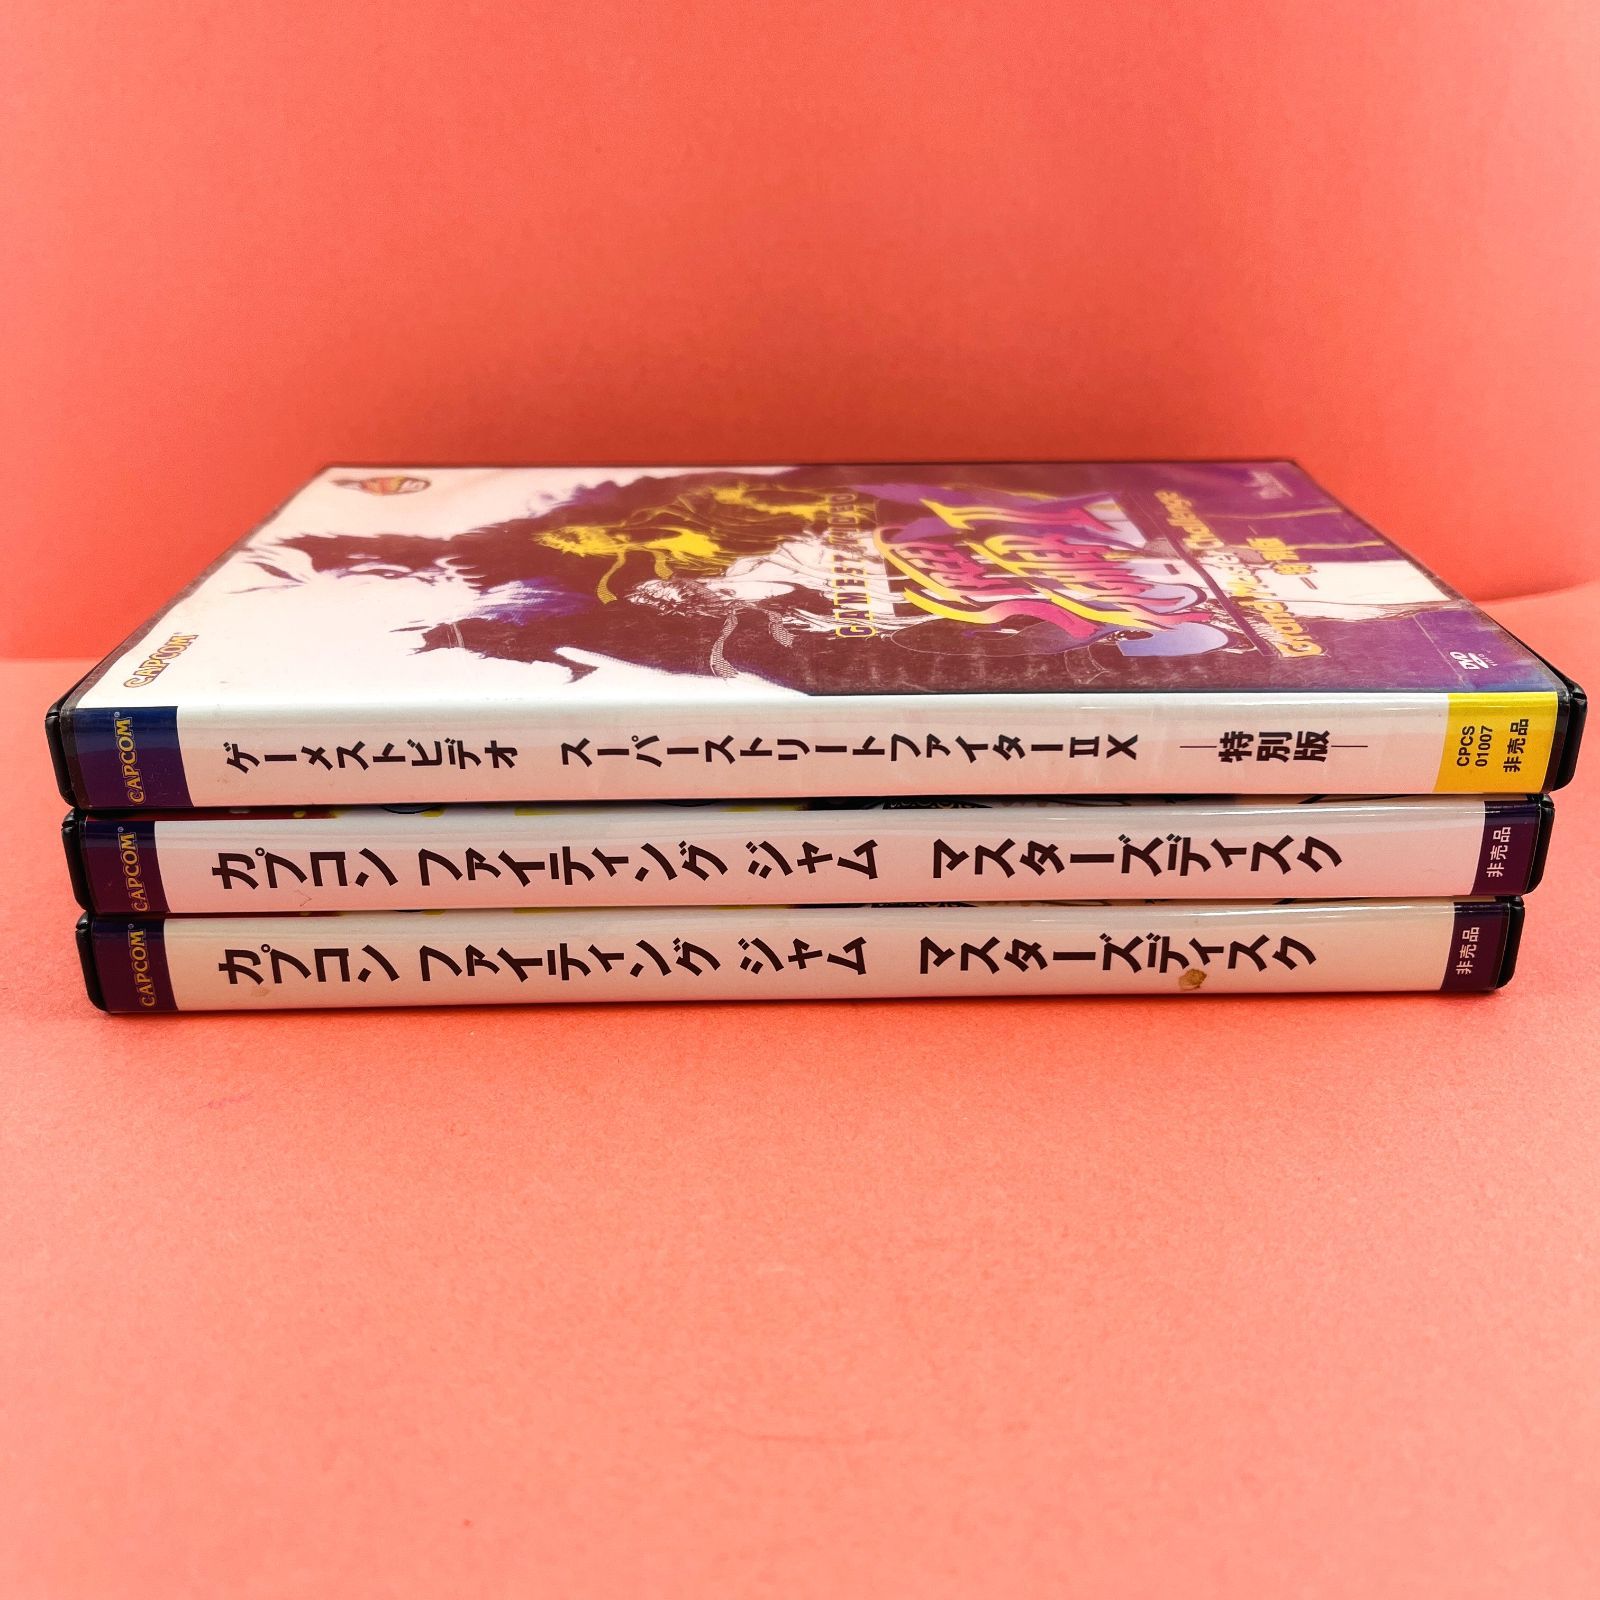 CAPCOM
GAMEST VIDEO
STREET
FIGHTER II
Grand Master Challenge
特別版
DVD
CAPCOM ゲーメストビデオ スーパーストリートファイターII X ―特別版― CPCS 01007 非売品
CAPCOM カプコン ファイティング ジャム マスターズディスク 非売品
CAPCOM カプコン ファイティング ジャム マスターズディスク 非売品